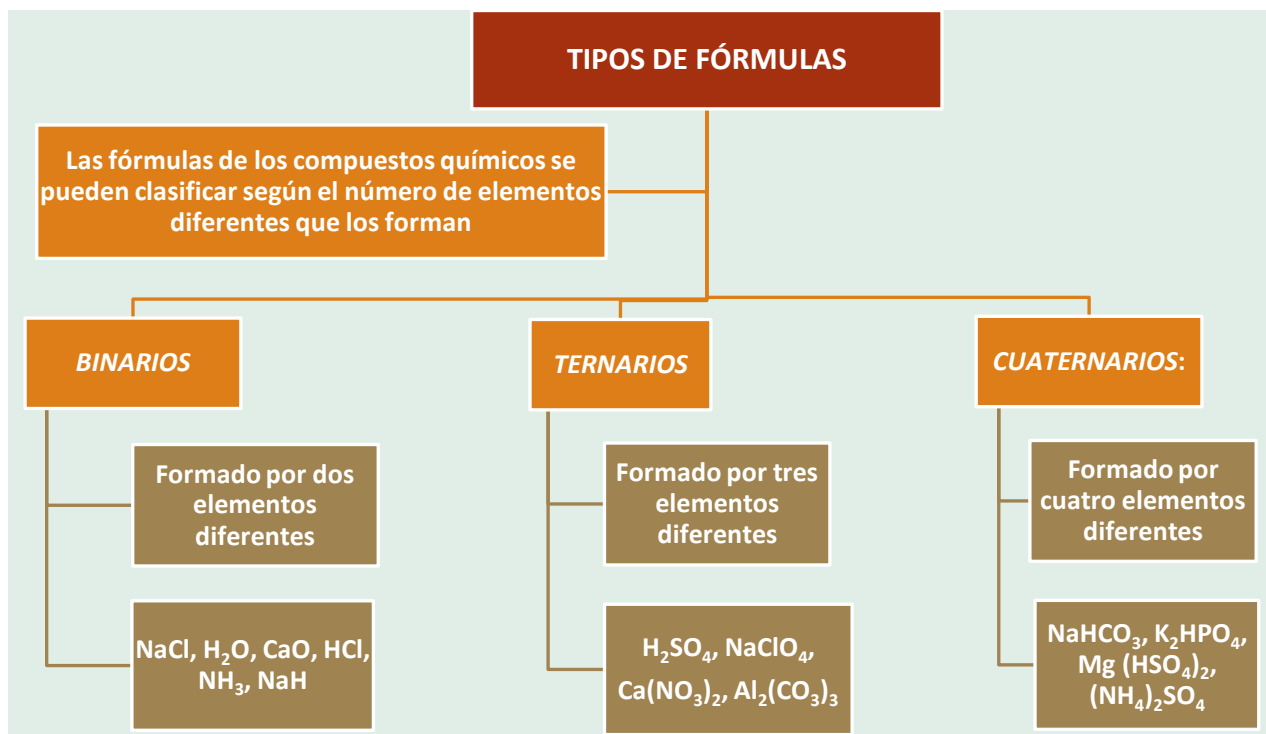 TIPOS DE FÓRMULAS
Las fórmulas de los compuestos químicos se
pueden clasificar según el número de elementos
diferentes que los forman
BINARIOS
Formado por dos
elementos
diferentes
NaCl, H₂O, CaO, HCl,
NH₃, NaH
TERNARIOS
Formado por tres
elementos
diferentes
H₂SO₄, NaClO₄,
Ca(NO₃)₂, Al₂(CO₃)₃
CUATERNARIOS:
Formado por
cuatro elementos
diferentes
NaHCO₃, K₂HPO₄,
Mg (HSO₄)₂,
(NH₄)₂SO₄